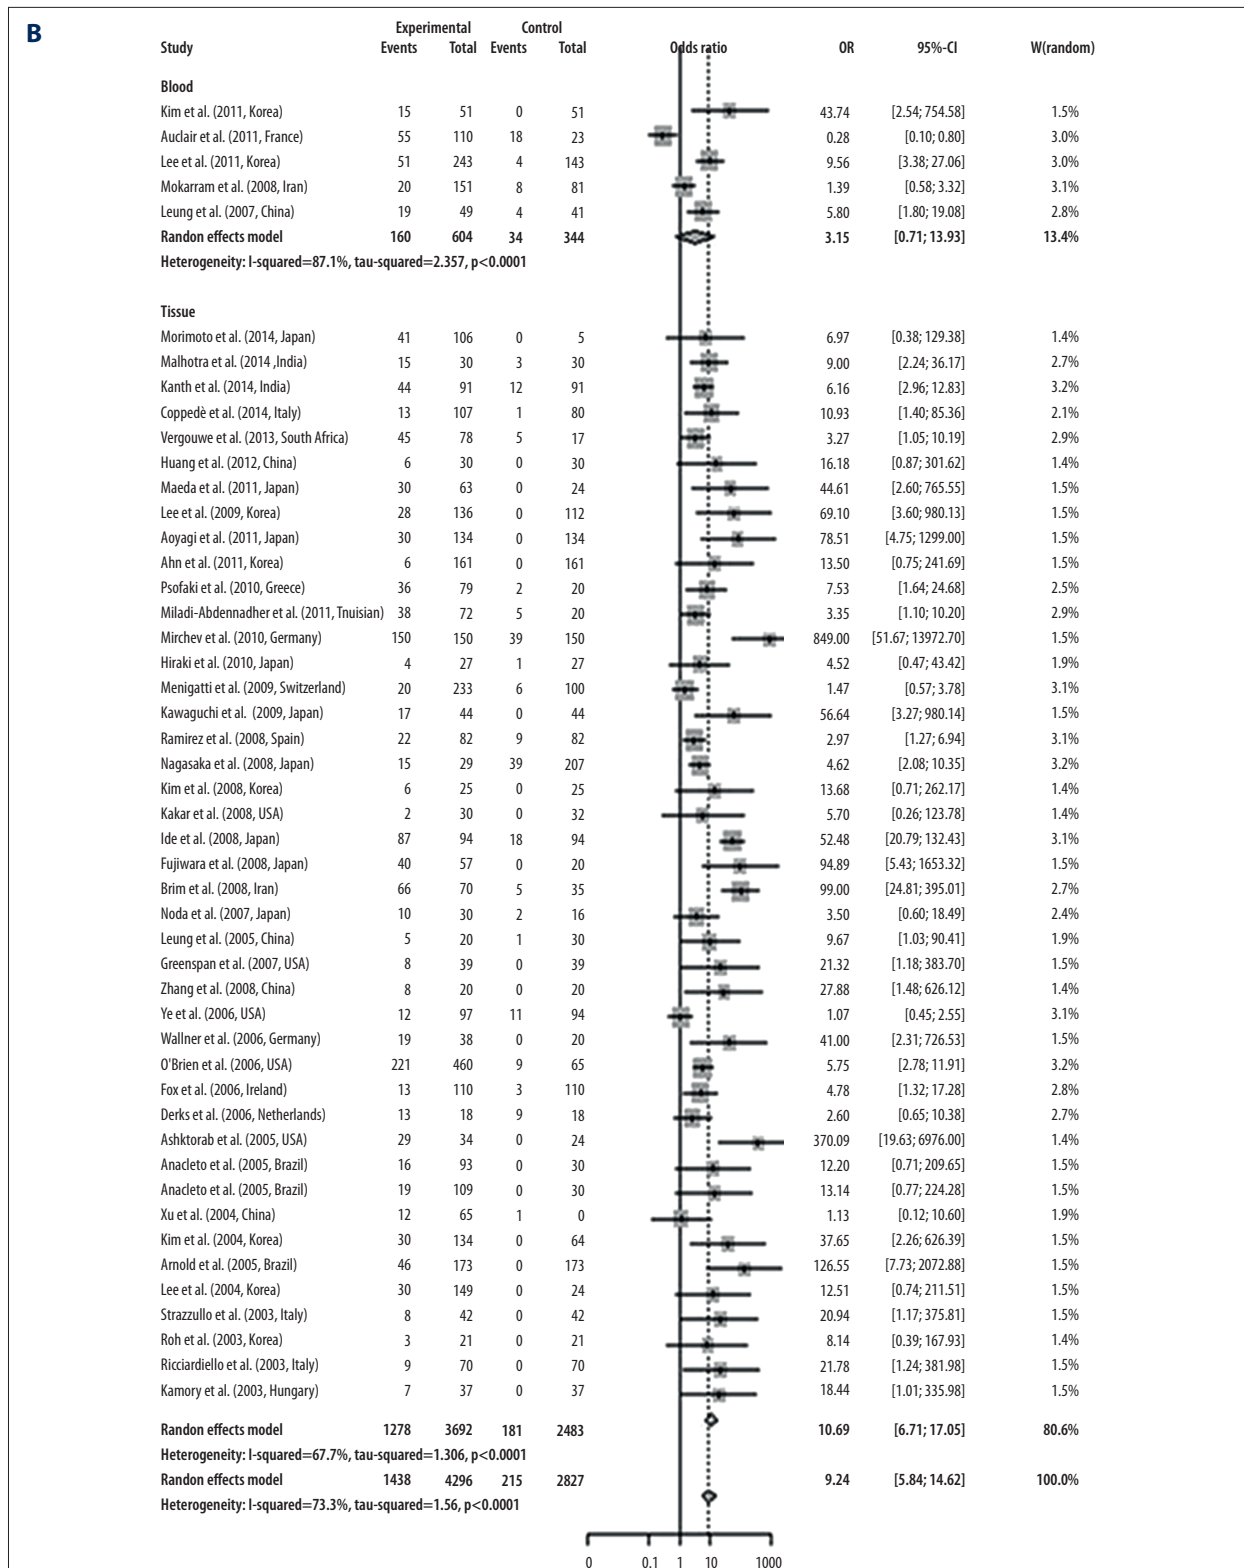 B
Experimental Control
Study Events Total Events Total Odds ratio OR 95%-CI W(random)
Blood
Kim et al. (2011, Korea) 15 51 0 51 43.74 [2.54; 754.58] 1.5%
Auclair et al. (2011, France) 55 110 18 23 0.28 [0.10; 0.80] 3.0%
Lee et al. (2011, Korea) 51 243 4 143 9.56 [3.38; 27.06] 3.0%
Mokarram et al. (2008, Iran) 20 151 8 81 1.39 [0.58; 3.32] 3.1%
Leung et al. (2007, China) 19 49 4 41 5.80 [1.80; 19.08] 2.8%
Randon effects model 160 604 34 344 3.15 [0.71; 13.93] 13.4%
Heterogeneity: I-squared=87.1%, tau-squared=2.357, p<0.0001
Tissue
Morimoto et al. (2014, Japan) 41 106 0 5 6.97 [0.38; 129.38] 1.4%
Malhotra et al. (2014 ,India) 15 30 3 30 9.00 [2.24; 36.17] 2.7%
Kanth et al. (2014, India) 44 91 12 91 6.16 [2.96; 12.83] 3.2%
Coppedè et al. (2014, Italy) 13 107 1 80 10.93 [1.40; 85.36] 2.1%
Vergouwe et al. (2013, South Africa) 45 78 5 17 3.27 [1.05; 10.19] 2.9%
Huang et al. (2012, China) 6 30 0 30 16.18 [0.87; 301.62] 1.4%
Maeda et al. (2011, Japan) 30 63 0 24 44.61 [2.60; 765.55] 1.5%
Lee et al. (2009, Korea) 28 136 0 112 69.10 [3.60; 980.13] 1.5%
Aoyagi et al. (2011, Japan) 30 134 0 134 78.51 [4.75; 1299.00] 1.5%
Ahn et al. (2011, Korea) 6 161 0 161 13.50 [0.75; 241.69] 1.5%
Psofaki et al. (2010, Greece) 36 79 2 20 7.53 [1.64; 24.68] 2.5%
Miladi-Abdennadher et al. (2011, Tnuisian) 38 72 5 20 3.35 [1.10; 10.20] 2.9%
Mirchev et al. (2010, Germany) 150 150 39 150 849.00 [51.67; 13972.70] 1.5%
Hiraki et al. (2010, Japan) 4 27 1 27 4.52 [0.47; 43.42] 1.9%
Menigatti et al. (2009, Switzerland) 20 233 6 100 1.47 [0.57; 3.78] 3.1%
Kawaguchi et al. (2009, Japan) 17 44 0 44 56.64 [3.27; 980.14] 1.5%
Ramirez et al. (2008, Spain) 22 82 9 82 2.97 [1.27; 6.94] 3.1%
Nagasaka et al. (2008, Japan) 15 29 39 207 4.62 [2.08; 10.35] 3.2%
Kim et al. (2008, Korea) 6 25 0 25 13.68 [0.71; 262.17] 1.4%
Kakar et al. (2008, USA) 2 30 0 32 5.70 [0.26; 123.78] 1.4%
Ide et al. (2008, Japan) 87 94 18 94 52.48 [20.79; 132.43] 3.1%
Fujiwara et al. (2008, Japan) 40 57 0 20 94.89 [5.43; 1653.32] 1.5%
Brim et al. (2008, Iran) 66 70 5 35 99.00 [24.81; 395.01] 2.7%
Noda et al. (2007, Japan) 10 30 2 16 3.50 [0.60; 18.49] 2.4%
Leung et al. (2005, China) 5 20 1 30 9.67 [1.03; 90.41] 1.9%
Greenspan et al. (2007, USA) 8 39 0 39 21.32 [1.18; 383.70] 1.5%
Zhang et al. (2008, China) 8 20 0 20 27.88 [1.48; 626.12] 1.4%
Ye et al. (2006, USA) 12 97 11 94 1.07 [0.45; 2.55] 3.1%
Wallner et al. (2006, Germany) 19 38 0 20 41.00 [2.31; 726.53] 1.5%
O'Brien et al. (2006, USA) 221 460 9 65 5.75 [2.78; 11.91] 3.2%
Fox et al. (2006, Ireland) 13 110 3 110 4.78 [1.32; 17.28] 2.8%
Derks et al. (2006, Netherlands) 13 18 9 18 2.60 [0.65; 10.38] 2.7%
Ashktorab et al. (2005, USA) 29 34 0 24 370.09 [19.63; 6976.00] 1.4%
Anacleto et al. (2005, Brazil) 16 93 0 30 12.20 [0.71; 209.65] 1.5%
Anacleto et al. (2005, Brazil) 19 109 0 30 13.14 [0.77; 224.28] 1.5%
Xu et al. (2004, China) 12 65 1 0 1.13 [0.12; 10.60] 1.9%
Kim et al. (2004, Korea) 30 134 0 64 37.65 [2.26; 626.39] 1.5%
Arnold et al. (2005, Brazil) 46 173 0 173 126.55 [7.73; 2072.88] 1.5%
Lee et al. (2004, Korea) 30 149 0 24 12.51 [0.74; 211.51] 1.5%
Strazzullo et al. (2003, Italy) 8 42 0 42 20.94 [1.17; 375.81] 1.5%
Roh et al. (2003, Korea) 3 21 0 21 8.14 [0.39; 167.93] 1.4%
Ricciardiello et al. (2003, Italy) 9 70 0 70 21.78 [1.24; 381.98] 1.5%
Kamory et al. (2003, Hungary) 7 37 0 37 18.44 [1.01; 335.98] 1.5%
Randon effects model 1278 3692 181 2483 10.69 [6.71; 17.05] 80.6%
Heterogeneity: I-squared=67.7%, tau-squared=1.306, p<0.0001
Randon effects model 1438 4296 215 2827 9.24 [5.84; 14.62] 100.0%
Heterogeneity: I-squared=73.3%, tau-squared=1.56, p<0.0001
0 0.1 1 10 1000